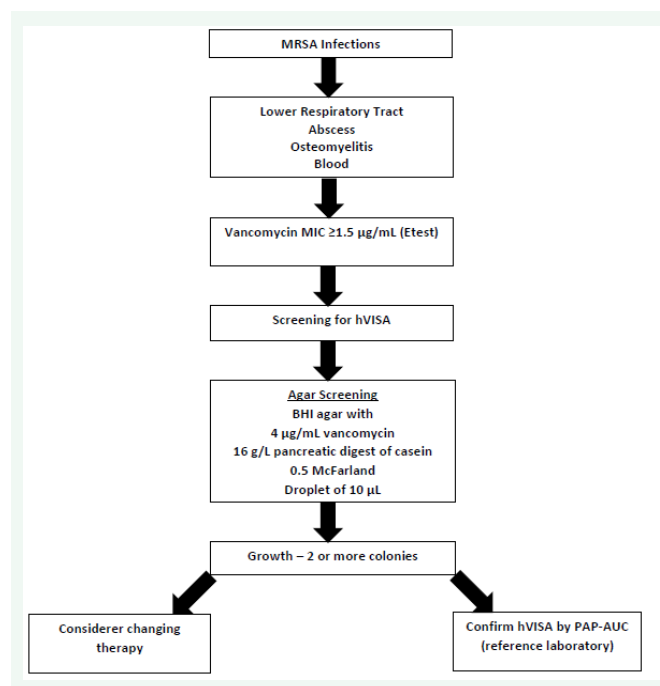 MRSA Infections
Lower Respiratory Tract
Abscess
Osteomyelitis
Blood
Vancomycin MIC ≥1.5 µg/mL (Etest)
Screening for hVISA
Agar Screening
BHI agar with
4 µg/mL vancomycin
16 g/L pancreatic digest of casein
0.5 McFarland
Droplet of 10 µL
Growth – 2 or more colonies
Considerer changing
therapy
Confirm hVISA by PAP-AUC
(reference laboratory)